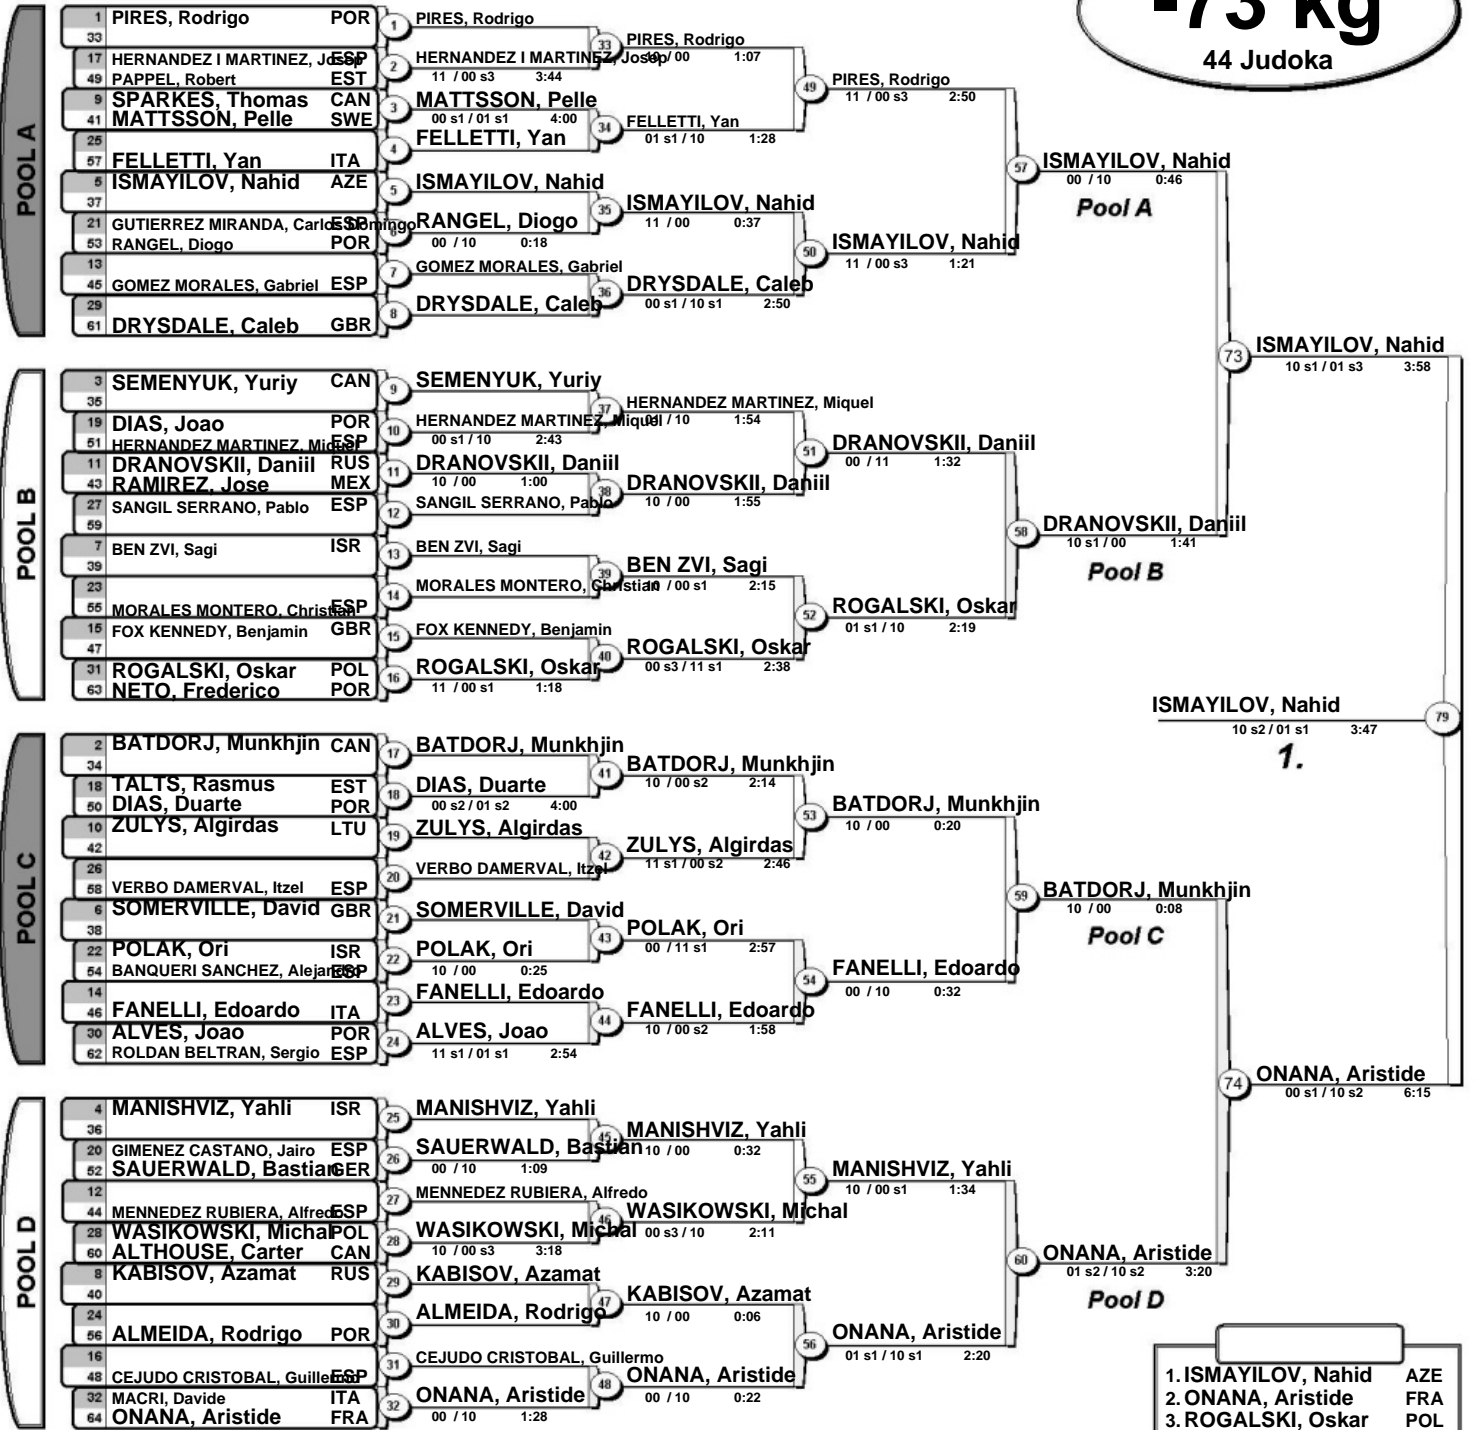 -73 kg
44 Judoka
POOL A
1 PIRES, Rodrigo POR
33
17 HERNANDEZ I MARTINEZ, Josep ESP
49 PAPPEL, Robert EST
9 SPARKES, Thomas CAN
41 MATTSSON, Pelle SWE
25
57 FELLETTI, Yan ITA
5 ISMAYILOV, Nahid AZE
37
21 GUTIERREZ MIRANDA, Carlos Domingo ESP
53 RANGEL, Diogo POR
13
45 GOMEZ MORALES, Gabriel ESP
29
61 DRYSDALE, Caleb GBR
1 PIRES, Rodrigo
2 HERNANDEZ I MARTINEZ, Josep
11 / 00 s3 3:44
3 MATTSSON, Pelle
00 s1 / 01 s1 4:00
4 FELLETTI, Yan
5 ISMAYILOV, Nahid
6 RANGEL, Diogo
00 / 10 0:18
7 GOMEZ MORALES, Gabriel
8 DRYSDALE, Caleb
33 PIRES, Rodrigo
10 / 00 1:07
34 FELLETTI, Yan
01 s1 / 10 1:28
35 ISMAYILOV, Nahid
11 / 00 0:37
36 DRYSDALE, Caleb
00 s1 / 10 s1 2:50
49 PIRES, Rodrigo
11 / 00 s3 2:50
50 ISMAYILOV, Nahid
11 / 00 s3 1:21
57 ISMAYILOV, Nahid
00 / 10 0:46
Pool A
POOL B
3 SEMENYUK, Yuriy CAN
35
19 DIAS, Joao POR
51 HERNANDEZ MARTINEZ, Miquel ESP
11 DRANOVSKII, Daniil RUS
43 RAMIREZ, Jose MEX
27 SANGIL SERRANO, Pablo ESP
59
7 BEN ZVI, Sagi ISR
39
23
55 MORALES MONTERO, Christian ESP
15 FOX KENNEDY, Benjamin GBR
47
31 ROGALSKI, Oskar POL
63 NETO, Frederico POR
9 SEMENYUK, Yuriy
10 HERNANDEZ MARTINEZ, Miquel
00 s1 / 10 2:43
11 DRANOVSKII, Daniil
10 / 00 1:00
12 SANGIL SERRANO, Pablo
13 BEN ZVI, Sagi
14 MORALES MONTERO, Christian
15 FOX KENNEDY, Benjamin
16 ROGALSKI, Oskar
11 / 00 s1 1:18
37 HERNANDEZ MARTINEZ, Miquel
/ 10 1:54
38 DRANOVSKII, Daniil
10 / 00 1:55
39 BEN ZVI, Sagi
10 / 00 s1 2:15
40 ROGALSKI, Oskar
00 s3 / 11 s1 2:38
51 DRANOVSKII, Daniil
00 / 11 1:32
52 ROGALSKI, Oskar
01 s1 / 10 2:19
58 DRANOVSKII, Daniil
10 s1 / 00 1:41
Pool B
73 ISMAYILOV, Nahid
10 s1 / 01 s3 3:58
ISMAYILOV, Nahid 79
10 s2 / 01 s1 3:47
1.
POOL C
2 BATDORJ, Munkhjin CAN
34
18 TALTS, Rasmus EST
50 DIAS, Duarte POR
10 ZULYS, Algirdas LTU
42
26
58 VERBO DAMERVAL, Itzel ESP
6 SOMERVILLE, David GBR
38
22 POLAK, Ori ISR
54 BANQUERI SANCHEZ, Alejandro ESP
14
46 FANELLI, Edoardo ITA
30 ALVES, Joao POR
62 ROLDAN BELTRAN, Sergio ESP
17 BATDORJ, Munkhjin
18 DIAS, Duarte
00 s2 / 01 s2 4:00
19 ZULYS, Algirdas
20 VERBO DAMERVAL, Itzel
21 SOMERVILLE, David
22 POLAK, Ori
10 / 00 0:25
23 FANELLI, Edoardo
24 ALVES, Joao
11 s1 / 01 s1 2:54
41 BATDORJ, Munkhjin
10 / 00 s2 2:14
42 ZULYS, Algirdas
11 s1 / 00 s2 2:46
43 POLAK, Ori
00 / 11 s1 2:57
44 FANELLI, Edoardo
10 / 00 s2 1:58
53 BATDORJ, Munkhjin
10 / 00 0:20
54 FANELLI, Edoardo
00 / 10 0:32
59 BATDORJ, Munkhjin
10 / 00 0:08
Pool C
POOL D
4 MANISHVIZ, Yahli ISR
36
20 GIMENEZ CASTANO, Jairo ESP
52 SAUERWALD, Bastian GER
12
44 MENNEDEZ RUBIERA, Alfredo ESP
28 WASIKOWSKI, Michal POL
60 ALTHOUSE, Carter CAN
8 KABISOV, Azamat RUS
40
24
56 ALMEIDA, Rodrigo POR
16
48 CEJUDO CRISTOBAL, Guillermo ESP
32 MACRI, Davide ITA
64 ONANA, Aristide FRA
25 MANISHVIZ, Yahli
26 SAUERWALD, Bastian
00 / 10 1:09
27 MENNEDEZ RUBIERA, Alfredo
28 WASIKOWSKI, Michal
10 / 00 s3 3:18
29 KABISOV, Azamat
30 ALMEIDA, Rodrigo
31 CEJUDO CRISTOBAL, Guillermo
32 ONANA, Aristide
00 / 10 1:28
45 MANISHVIZ, Yahli
10 / 00 0:32
46 WASIKOWSKI, Michal
00 s3 / 10 2:11
47 KABISOV, Azamat
10 / 00 0:06
48 ONANA, Aristide
00 / 10 0:22
55 MANISHVIZ, Yahli
10 / 00 s1 1:34
56 ONANA, Aristide
01 s1 / 10 s1 2:20
60 ONANA, Aristide
01 s2 / 10 s2 3:20
Pool D
74 ONANA, Aristide
00 s1 / 10 s2 6:15
1. ISMAYILOV, Nahid AZE
2. ONANA, Aristide FRA
3. ROGALSKI, Oskar POL